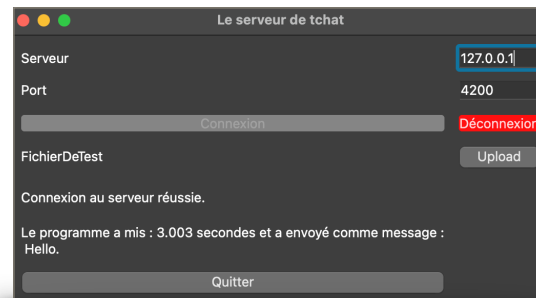 Le serveur de tchat
Serveur 127.0.0.1
Port 4200
Connexion Déconnexion
FichierDeTest Upload
Connexion au serveur réussie.
Le programme a mis : 3.003 secondes et a envoyé comme message :
Hello.
Quitter